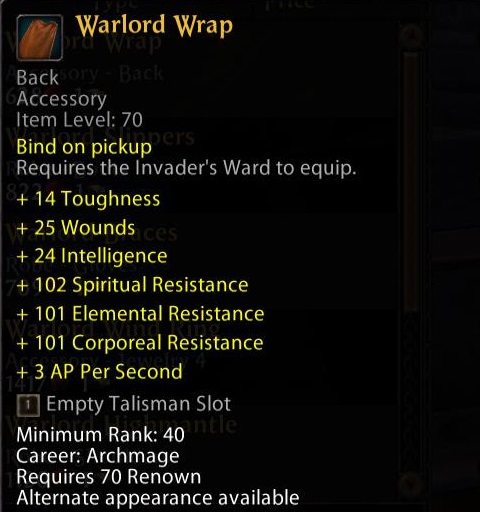 Warlord Wrap
Back
Accessory
Item Level: 70
Bind on pickup
Requires the Invader's Ward to equip.
+ 14 Toughness
+ 25 Wounds
+ 24 Intelligence
+ 102 Spiritual Resistance
+ 101 Elemental Resistance
+ 101 Corporeal Resistance
+ 3 AP Per Second
1 Empty Talisman Slot
Minimum Rank: 40
Career: Archmage
Requires 70 Renown
Alternate appearance available